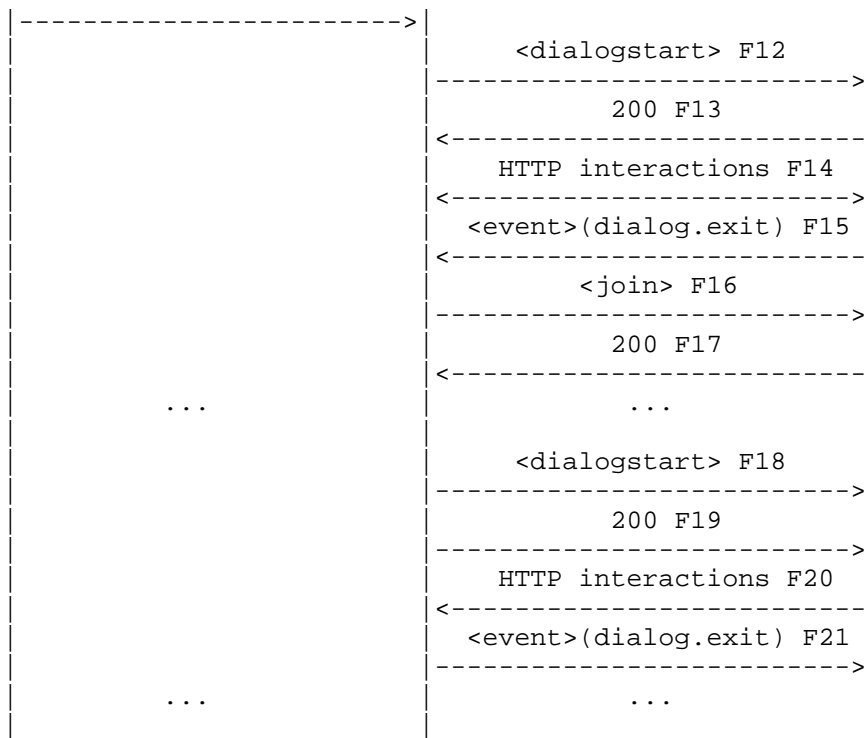 |------------------------>|
<dialogstart> F12
|-------------------------->
200 F13
|<--------------------------
HTTP interactions F14
|<------------------------->
<event>(dialog.exit) F15
|<--------------------------
<join> F16
|-------------------------->
200 F17
|<--------------------------
... ...
<dialogstart> F18
|-------------------------->
200 F19
|-------------------------->
HTTP interactions F20
|<--------------------------
<event>(dialog.exit) F21
|-------------------------->
... ...